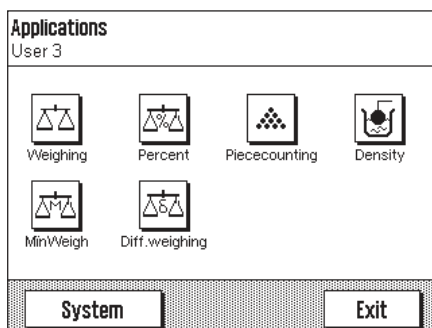 Applications
User 3
% 
Weighing Percent Piececounting Density
M δ
MinWeigh Diff.weighing
System Exit